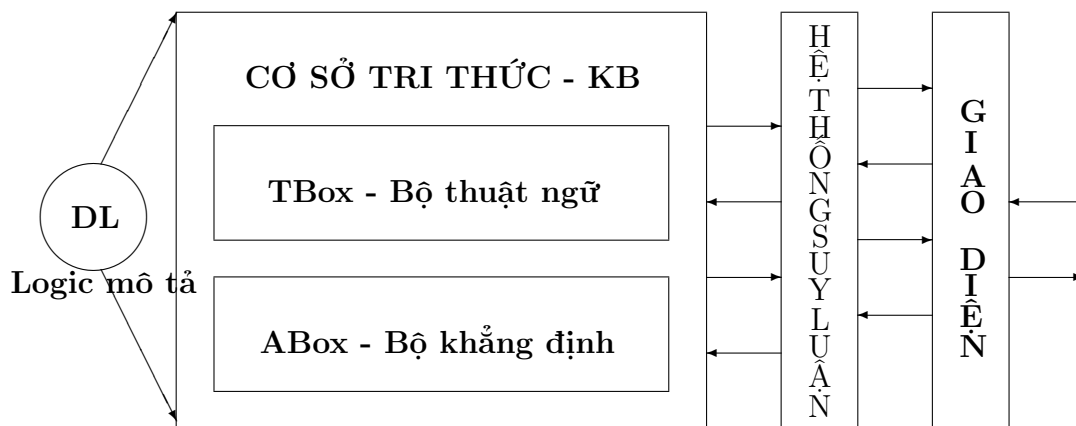 CƠ SỞ TRI THỨC - KB
TBox - Bộ thuật ngữ
DL
Logic mô tả
ABox - Bộ khẳng định
HỆ THỐNG SUY LUẬN
GIAO DIỆN